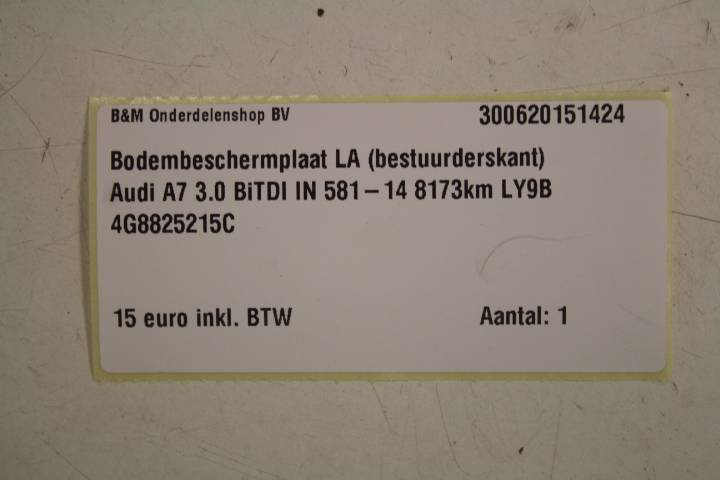 B&M Onderdelenshop BV 300620151424
Bodembeschermplaat LA (bestuurderskant)
Audi A7 3.0 BiTDI IN 581-14 8173km LY9B
4G8825215C
15 euro inkl. BTW Aantal: 1